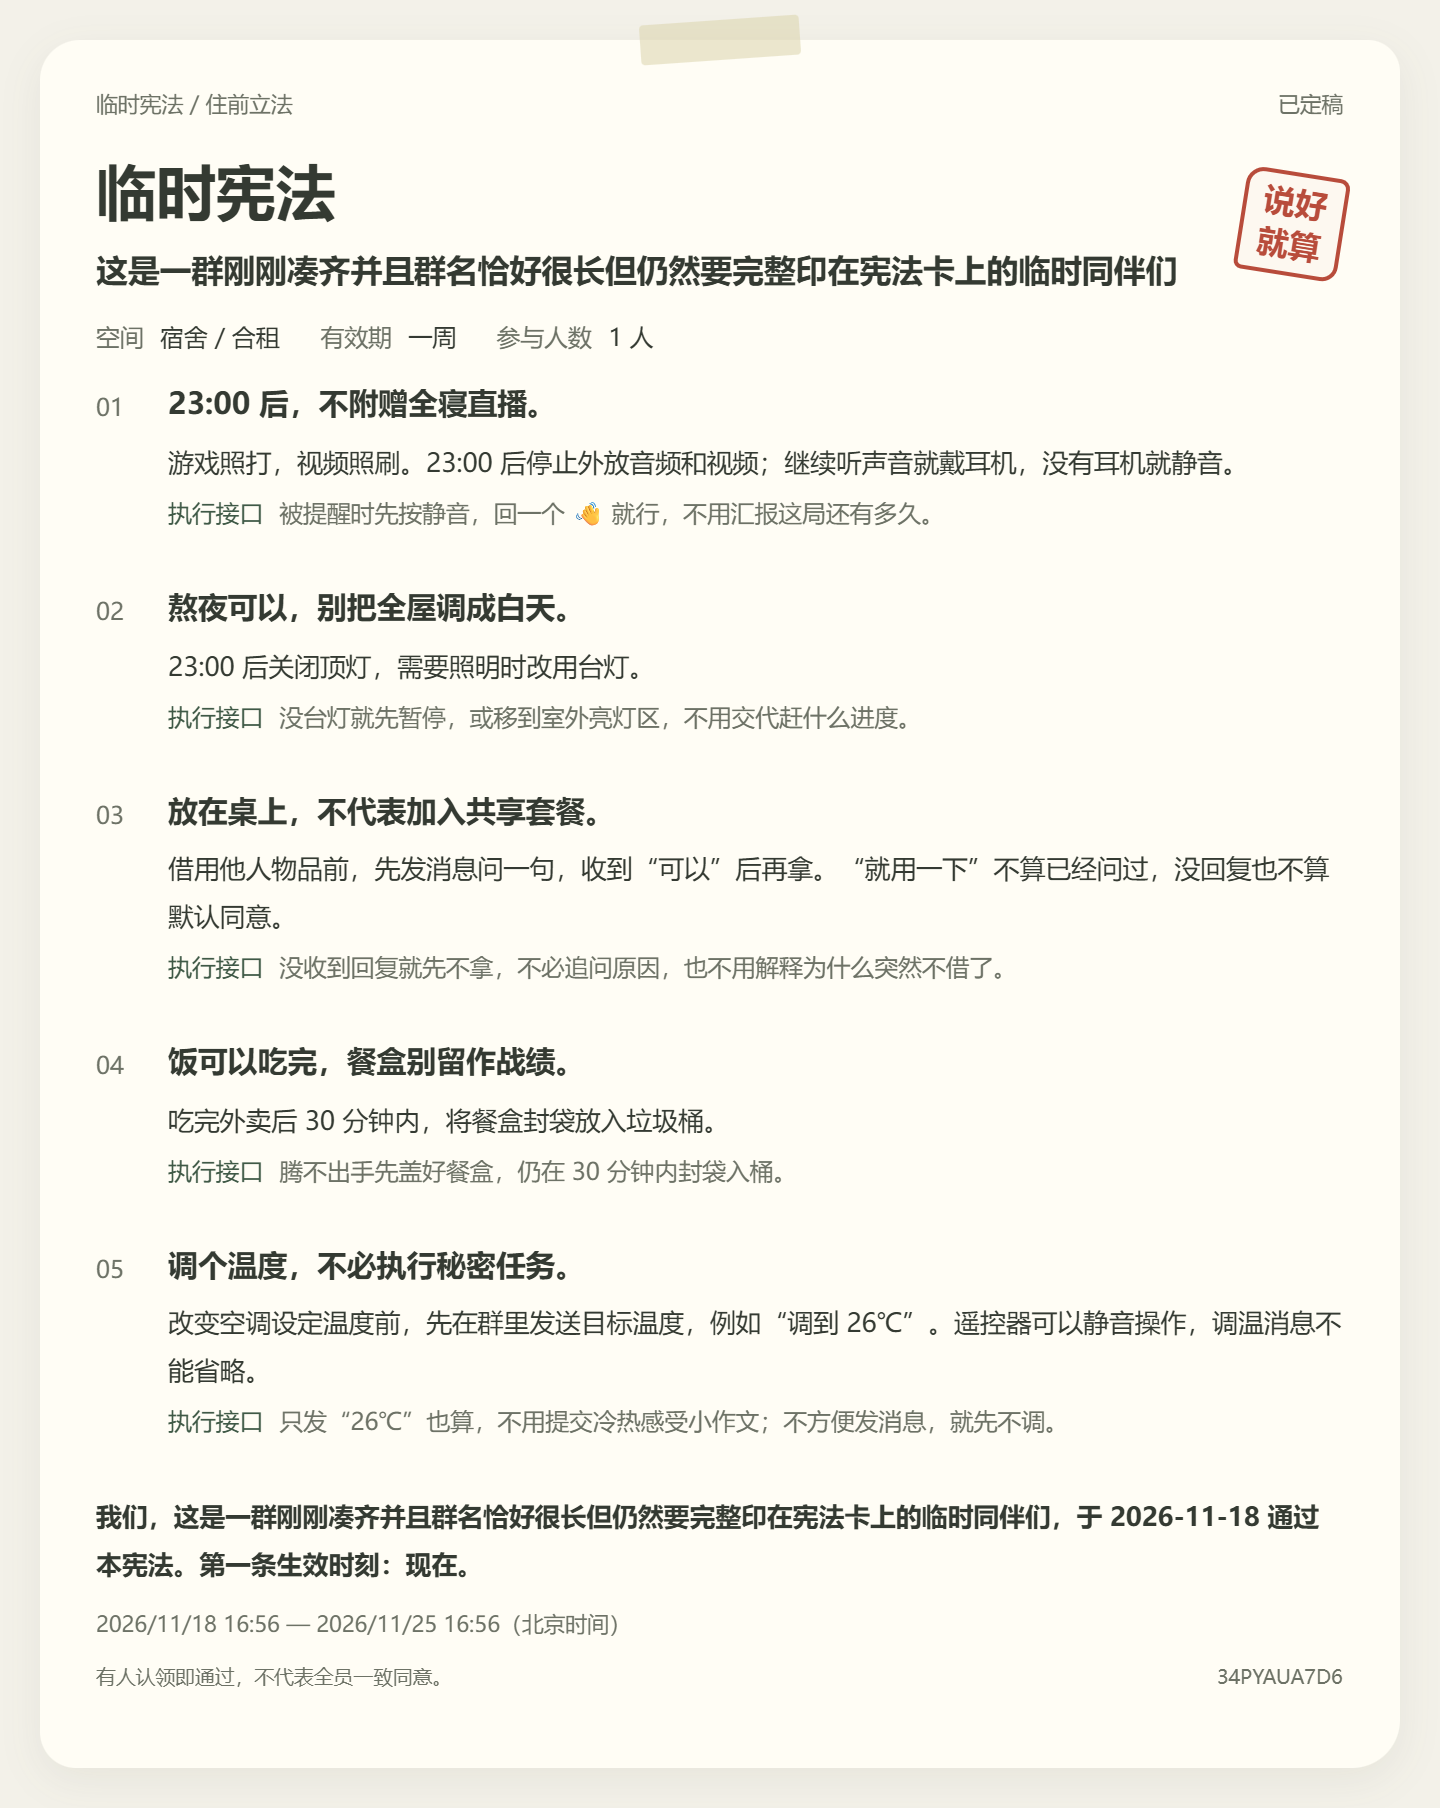 临时宪法 / 住前立法
已定稿
临时宪法
说好
就算
这是一群刚刚凑齐并且群名恰好很长但仍然要完整印在宪法卡上的临时同伴们
空间 宿舍 / 合租 有效期 一周 参与人数 1 人
01 23:00 后，不附赠全寝直播。
游戏照打，视频照刷。23:00 后停止外放音频和视频；继续听声音就戴耳机，没有耳机就静音。
执行接口 被提醒时先按静音，回一个 👋 就行，不用汇报这局还有多久。
02 熬夜可以，别把全屋调成白天。
23:00 后关闭顶灯，需要照明时改用台灯。
执行接口 没台灯就先暂停，或移到室外亮灯区，不用交代赶什么进度。
03 放在桌上，不代表加入共享套餐。
借用他人物品前，先发消息问一句，收到“可以”后再拿。“就用一下”不算已经问过，没回复也不算
默认同意。
执行接口 没收到回复就先不拿，不必追问原因，也不用解释为什么突然不借了。
04 饭可以吃完，餐盒别留作战绩。
吃完外卖后 30 分钟内，将餐盒封袋放入垃圾桶。
执行接口 腾不出手先盖好餐盒，仍在 30 分钟内封袋入桶。
05 调个温度，不必执行秘密任务。
改变空调设定温度前，先在群里发送目标温度，例如“调到 26℃”。遥控器可以静音操作，调温消息不
能省略。
执行接口 只发“26℃”也算，不用提交冷热感受小作文；不方便发消息，就先不调。
我们，这是一群刚刚凑齐并且群名恰好很长但仍然要完整印在宪法卡上的临时同伴们，于 2026-11-18 通过
本宪法。第一条生效时刻：现在。
2026/11/18 16:56 — 2026/11/25 16:56（北京时间）
有人认领即通过，不代表全员一致同意。
34PYAUA7D6